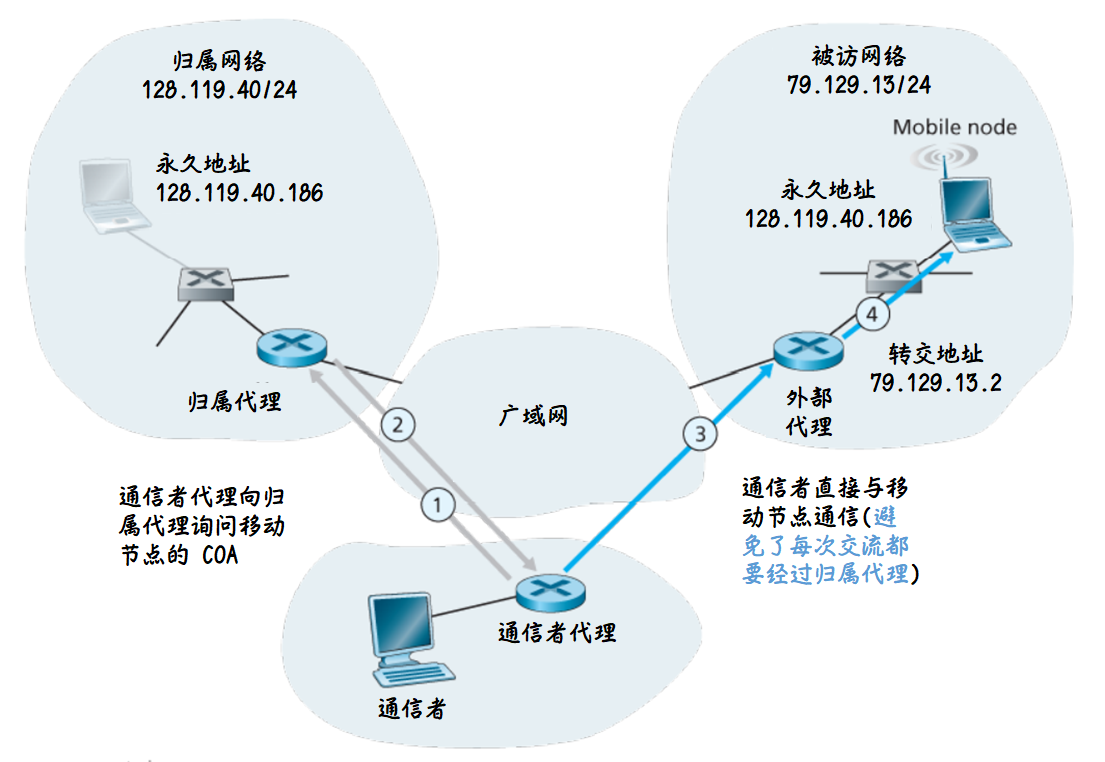 归属网络
128.119.40/24
永久地址
128.119.40.186
归属代理
被访网络
79.129.13/24
Mobile node
永久地址
128.119.40.186
4
转交地址
79.129.13.2
外部
代理
广域网
2
1
3
通信者代理向归
属代理询问移动
节点的 COA
通信者直接与移
动节点通信(避
免了每次交流都
要经过归属代理)
通信者代理
通信者